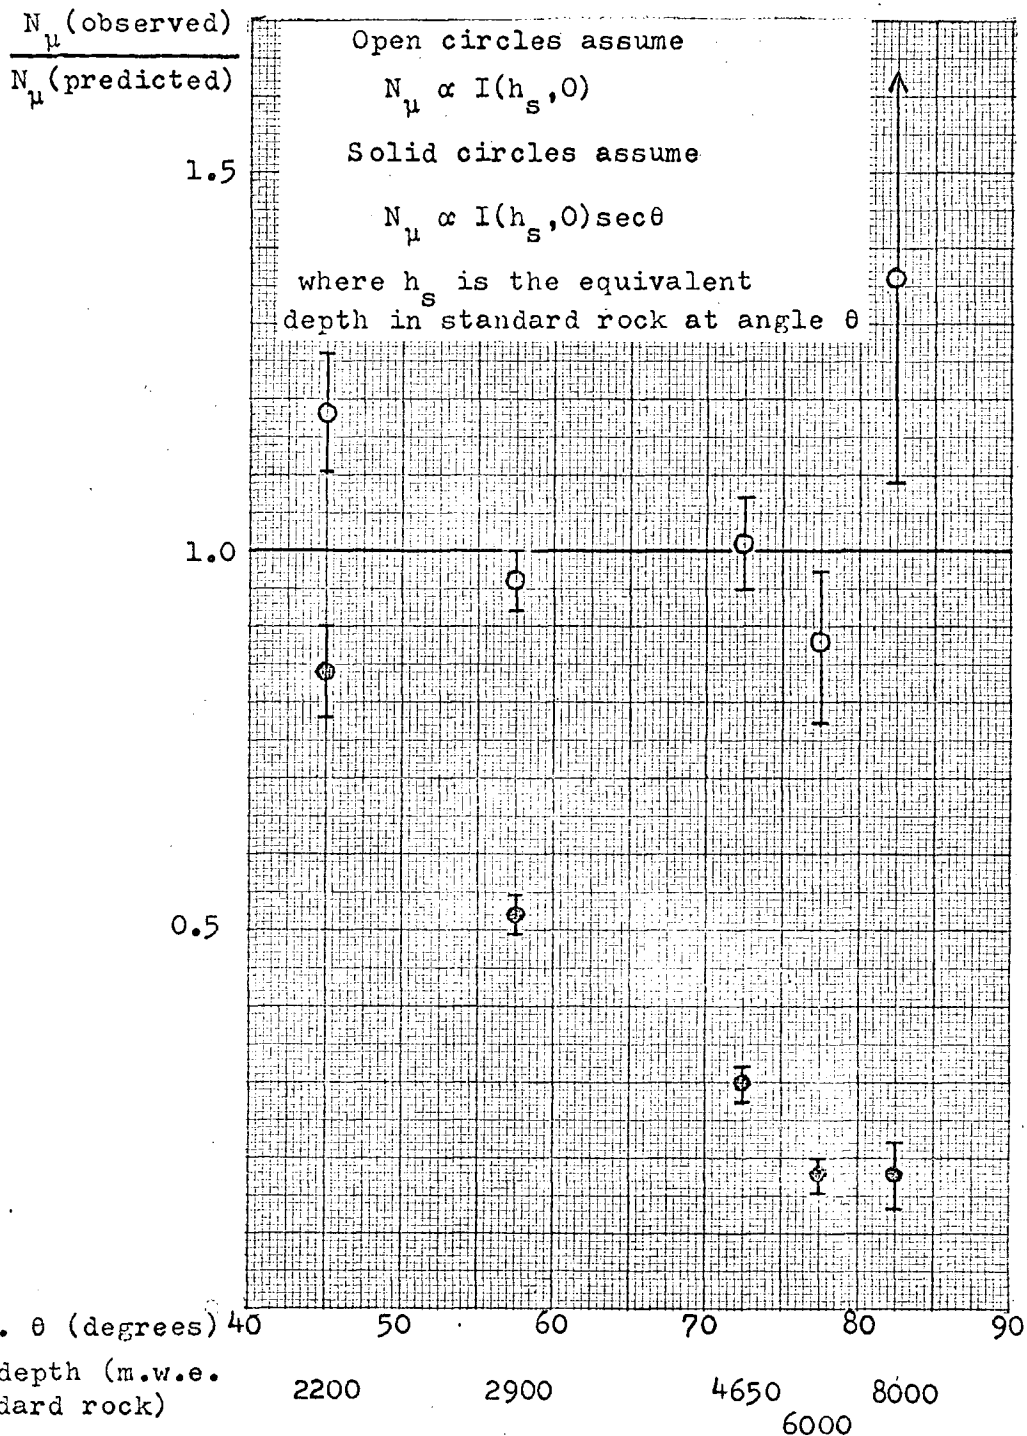 N_μ(observed)
N_μ(predicted)
Open circles assume
N_μ ∝ I(h_s,0)
Solid circles assume
N_μ ∝ I(h_s,0)secθ
where h_s is the equivalent
depth in standard rock at angle θ
1.5
1.0
0.5
. θ (degrees) 40 50 60 70 80 90
depth (m.w.e.
dard rock)
2200 2900 4650 8000
6000